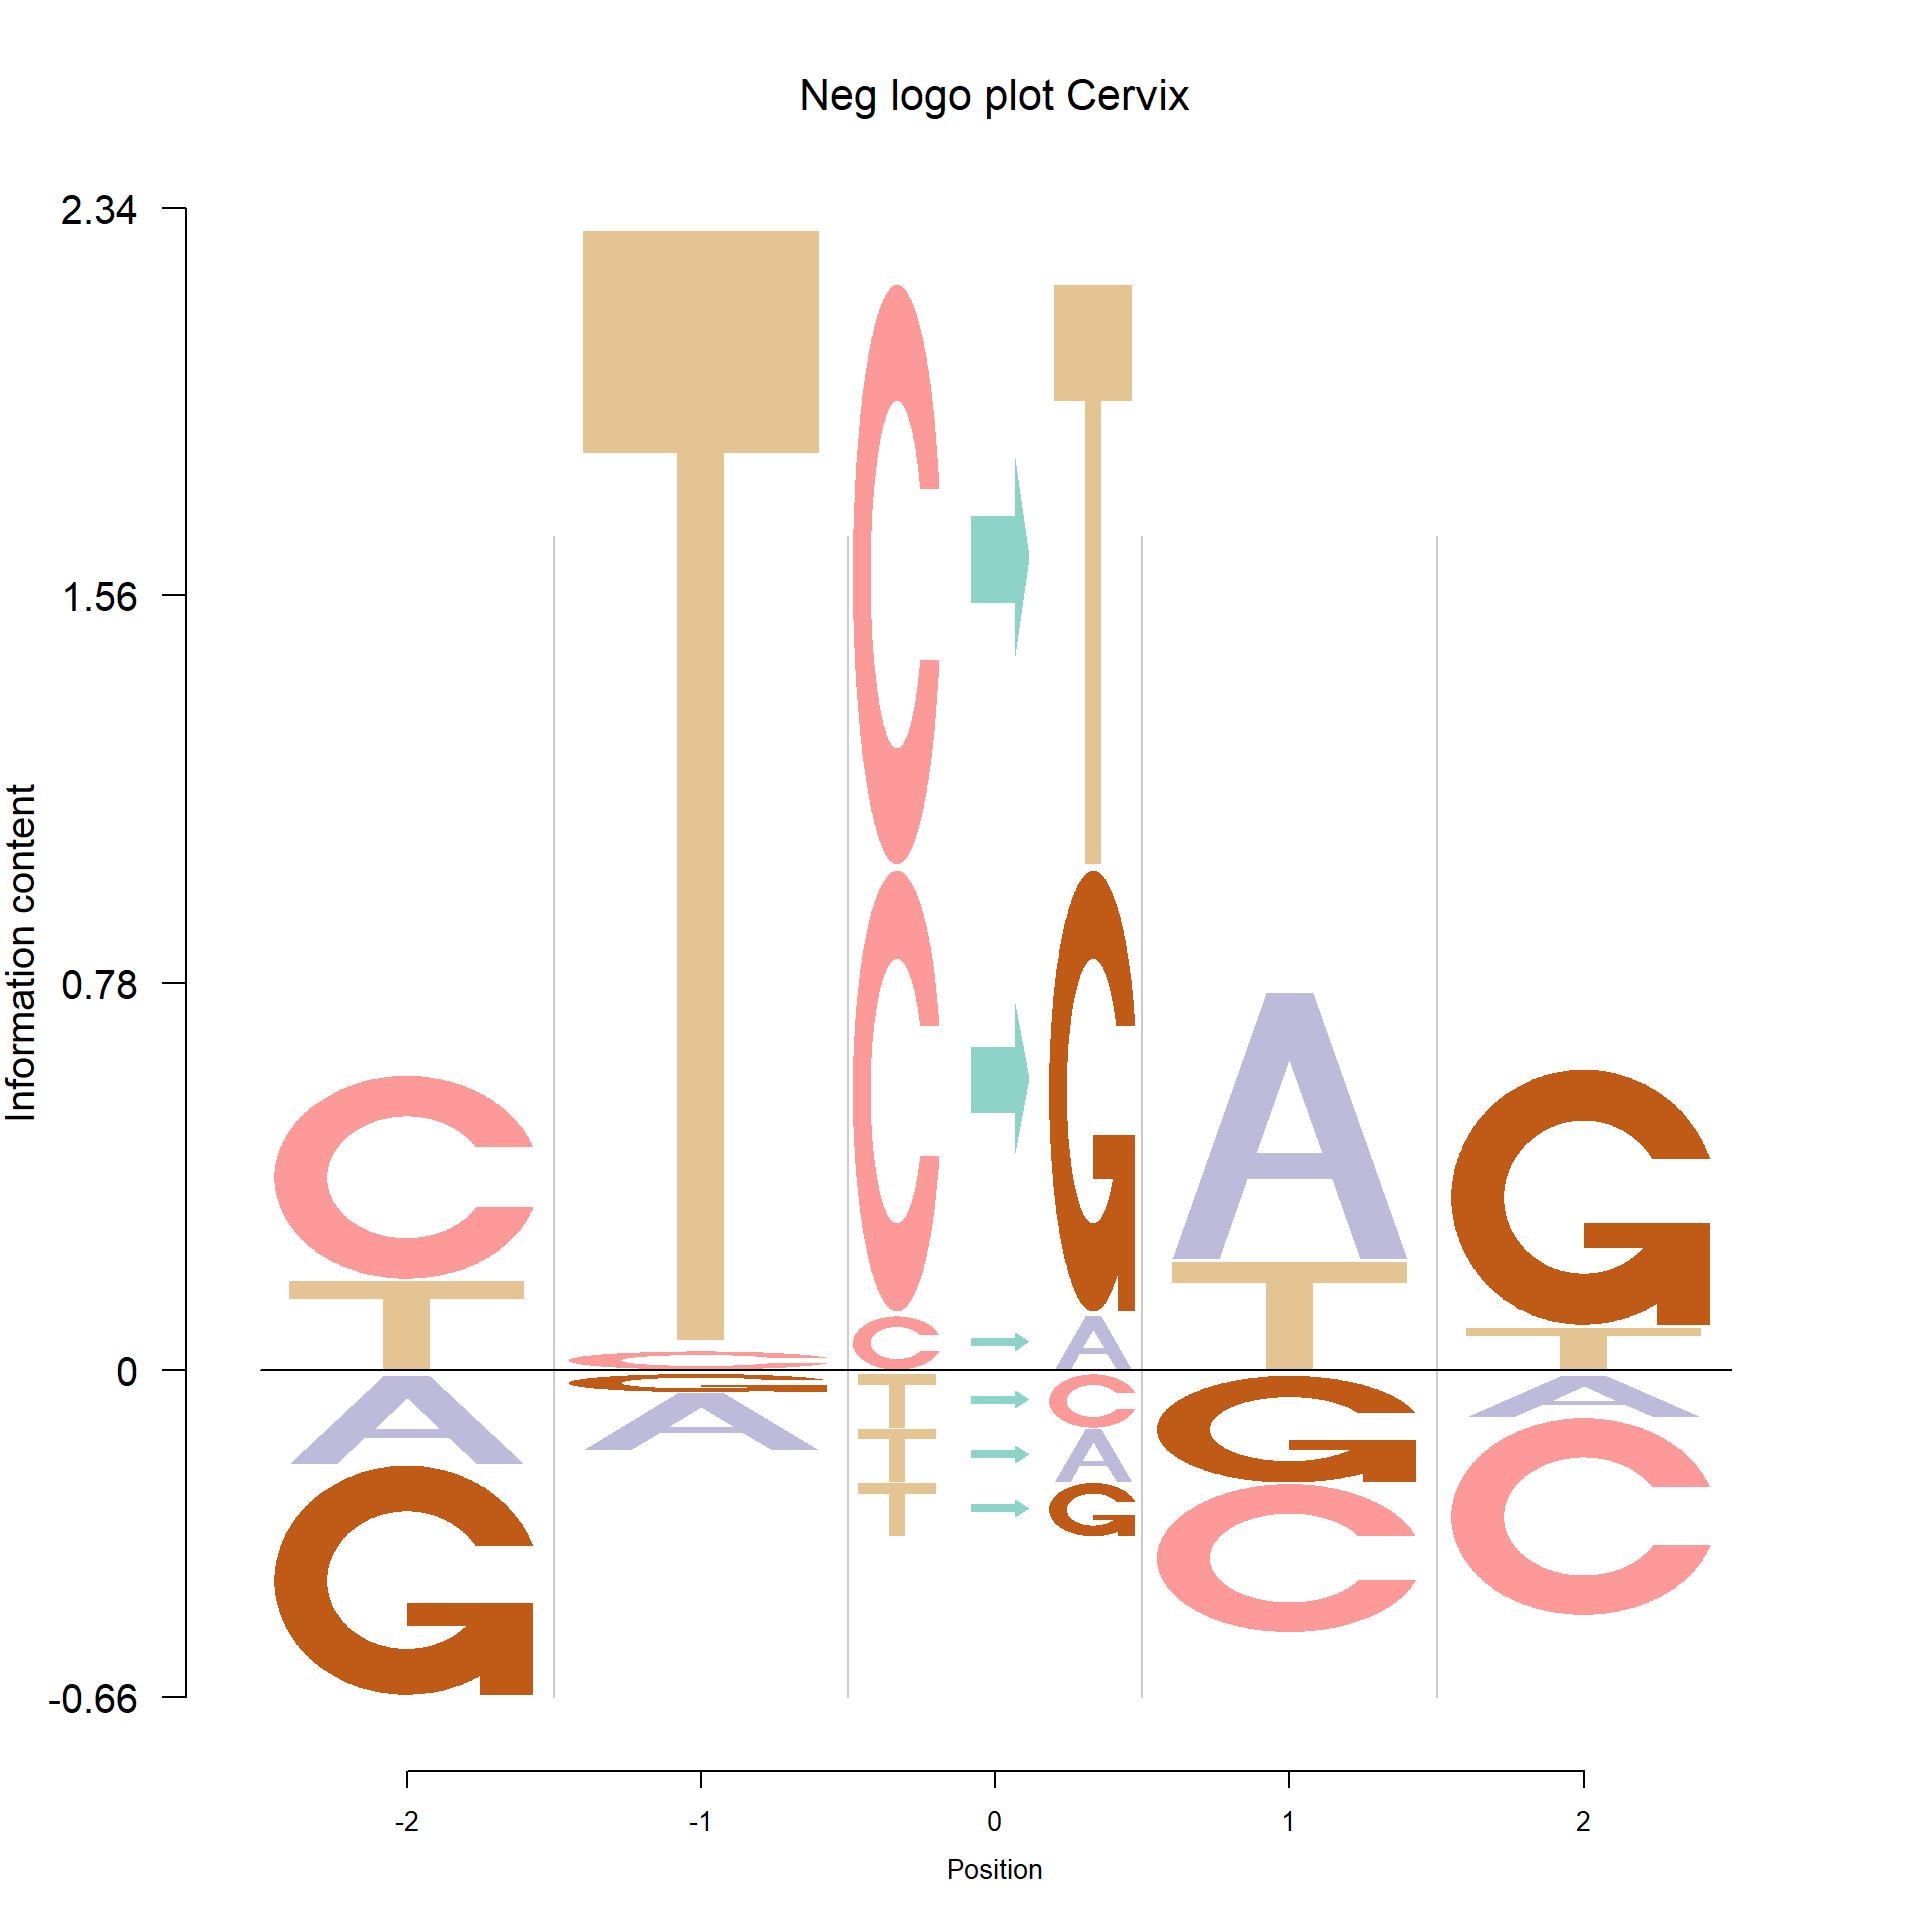 Neg logo plot Cervix
2.34
1.56
0.78
0
-0.66
Information content
C T C T
C G A G
T C C A T T
A G T C G A
A T A C
G T G C
-2 -1 0 1 2
Position